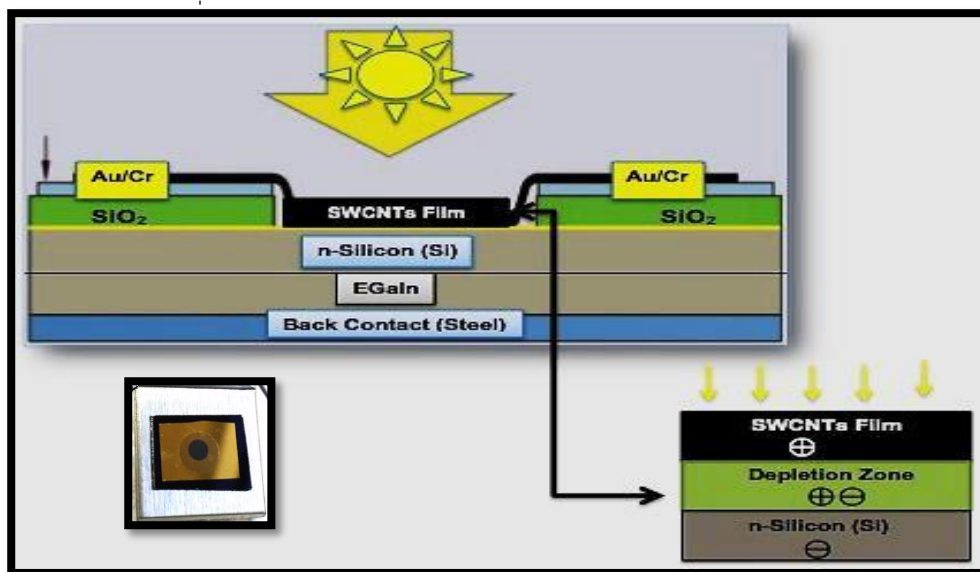 Au/Cr
Au/Cr
SiO₂
SWCNTs Film
SiO₂
n-Silicon (Si)
EGaIn
Back Contact (Steel)
SWCNTs Film
Depletion Zone
n-Silicon (Si)